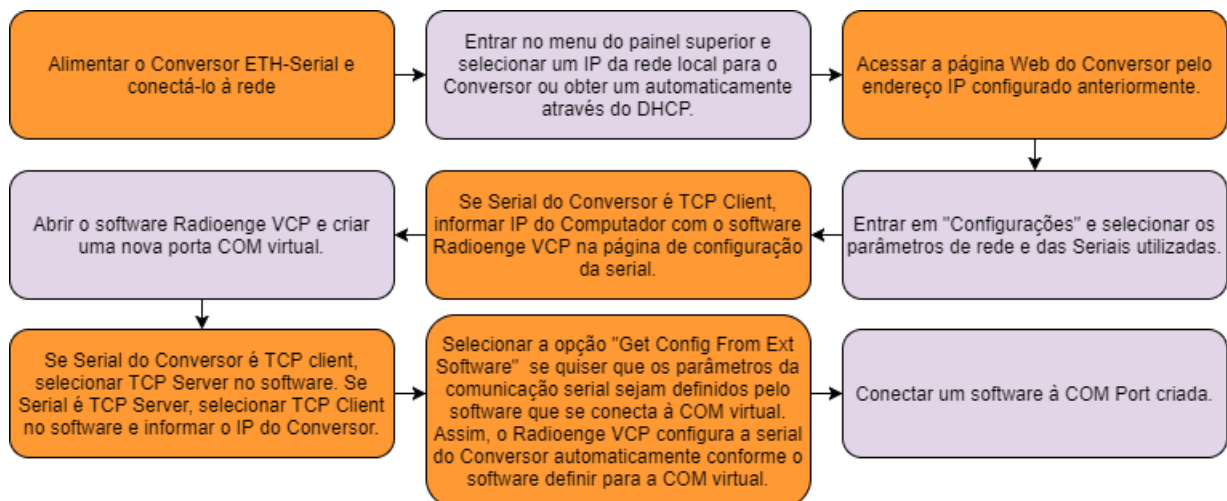 Alimentar o Conversor ETH-Serial e
conectá-lo à rede
Entrar no menu do painel superior e
selecionar um IP da rede local para o
Conversor ou obter um automaticamente
através do DHCP.
Acessar a página Web do Conversor pelo
endereço IP configurado anteriormente.
Entrar em "Configurações" e selecionar os
parâmetros de rede e das Seriais utilizadas.
Se Serial do Conversor é TCP Client,
informar IP do Computador com o software
Radioenge VCP na página de configuração
da serial.
Abrir o software Radioenge VCP e criar
uma nova porta COM virtual.
Se Serial do Conversor é TCP client,
selecionar TCP Server no software. Se
Serial é TCP Server, selecionar TCP Client
no software e informar o IP do Conversor.
Selecionar a opção "Get Config From Ext
Software" se quiser que os parâmetros da
comunicação serial sejam definidos pelo
software que se conecta à COM virtual.
Assim, o Radioenge VCP configura a serial
do Conversor automaticamente conforme o
software definir para a COM virtual.
Conectar um software à COM Port criada.